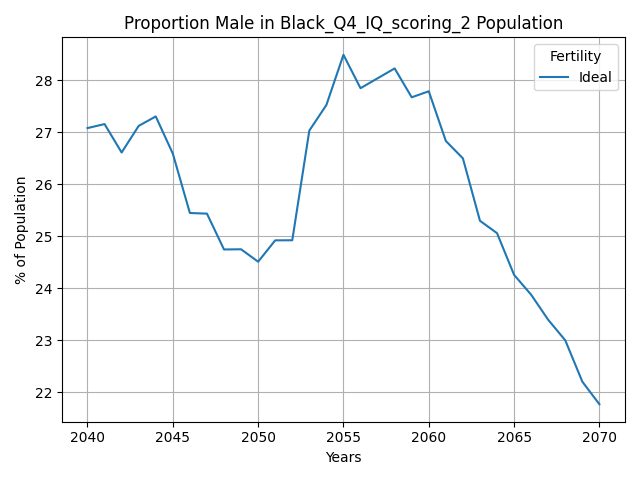 Proportion Male in Black_Q4_IQ_scoring_2 Population
Fertility
Ideal
% of Population
28
27
26
25
24
23
22
2040 2045 2050 2055 2060 2065 2070
Years